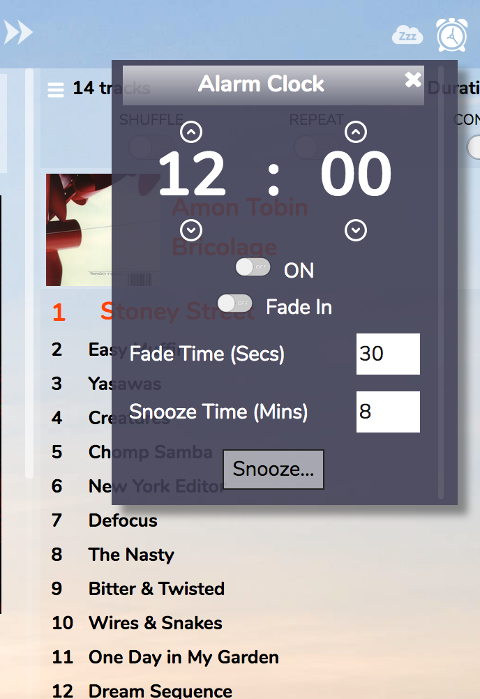 Zzz
14 tracks
Alarm Clock
Durati
SHUFFLE
REPEAT
CON
12 : 00
Amon Tobin
Bricolage
OFF ON
OFF Fade In
1 Stoney Street
2 Easy Muffin
Fade Time (Secs) 30
3 Yasawas
Snooze Time (Mins) 8
4 Creatures
5 Chomp Samba
Snooze...
6 New York Editor
7 Defocus
8 The Nasty
9 Bitter & Twisted
10 Wires & Snakes
11 One Day in My Garden
12 Dream Sequence